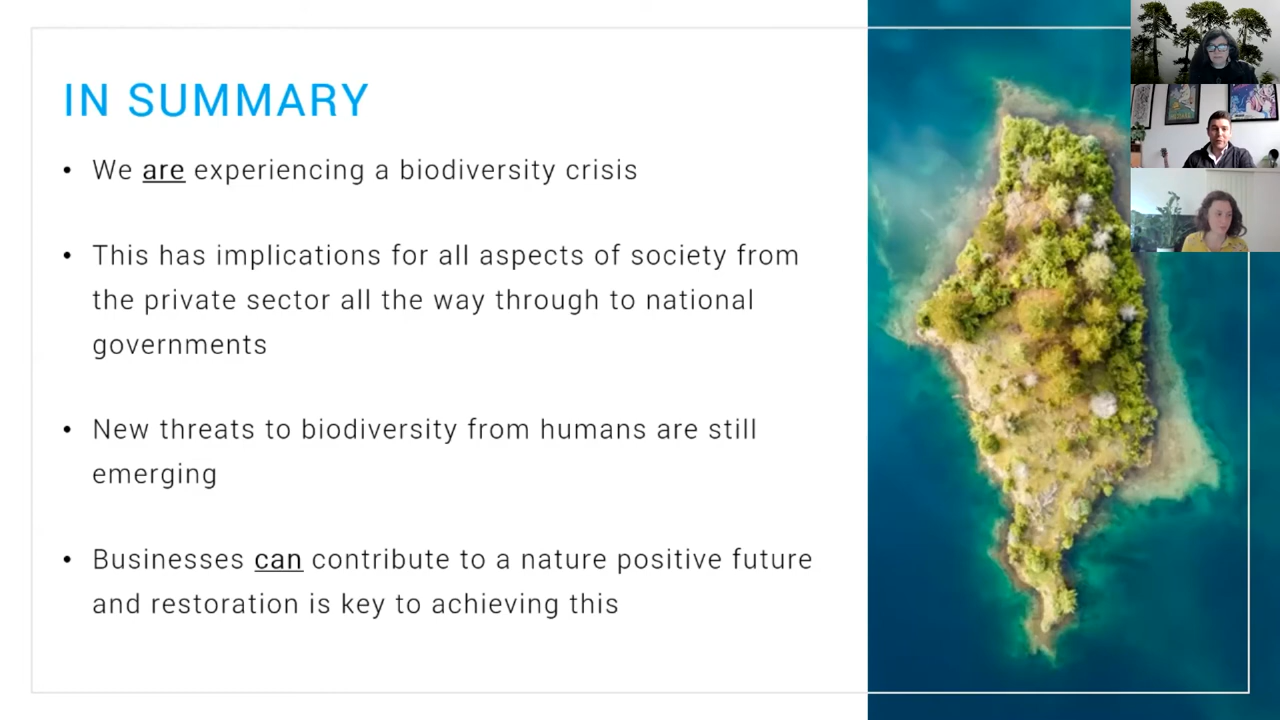 IN SUMMARY
• We are experiencing a biodiversity crisis
• This has implications for all aspects of society from
the private sector all the way through to national
governments
• New threats to biodiversity from humans are still
emerging
• Businesses can contribute to a nature positive future
and restoration is key to achieving this